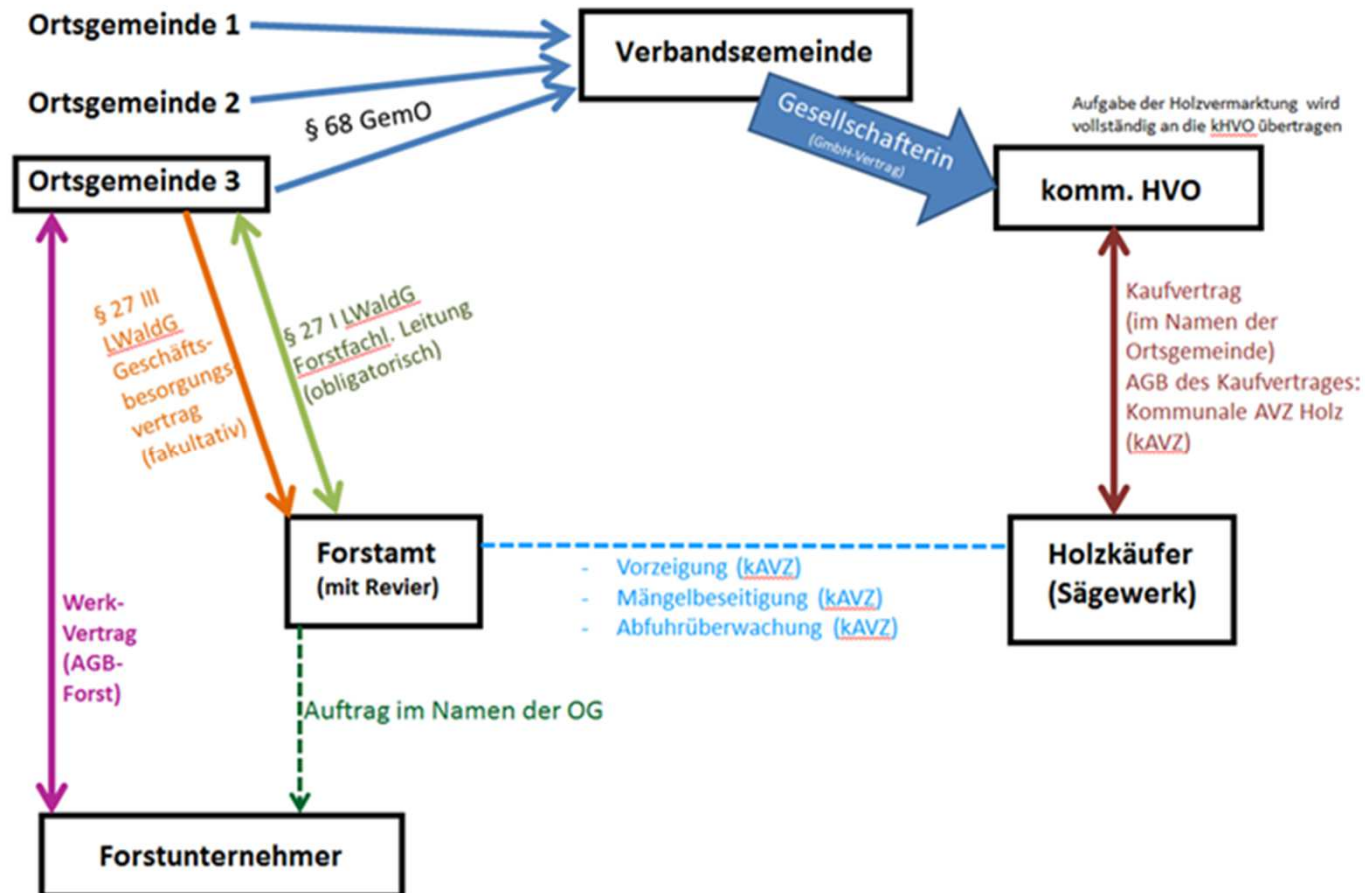 Ortsgemeinde 1
Verbandsgemeinde
Ortsgemeinde 2
§ 68 GemO
Gesellschafterin
(GmbH-Vertrag)
Aufgabe der Holzvermarktung wird
vollständig an die kHVO übertragen
Ortsgemeinde 3
komm. HVO
§ 27 III
LWaldG
Geschäfts-
besorgungs
vertrag
(fakultativ)
§ 27 I LWaldG
Forstfachl. Leitung
(obligatorisch)
Kaufvertrag
(im Namen der
Ortsgemeinde)
AGB des Kaufvertrages:
Kommunale AVZ Holz
(kAVZ)
Forstamt
(mit Revier)
- Vorzeigung (kAVZ)
- Mängelbeseitigung (kAVZ)
- Abfuhrüberwachung (kAVZ)
Holzkäufer
(Sägewerk)
Werk-
Vertrag
(AGB-
Forst)
Auftrag im Namen der OG
Forstunternehmer